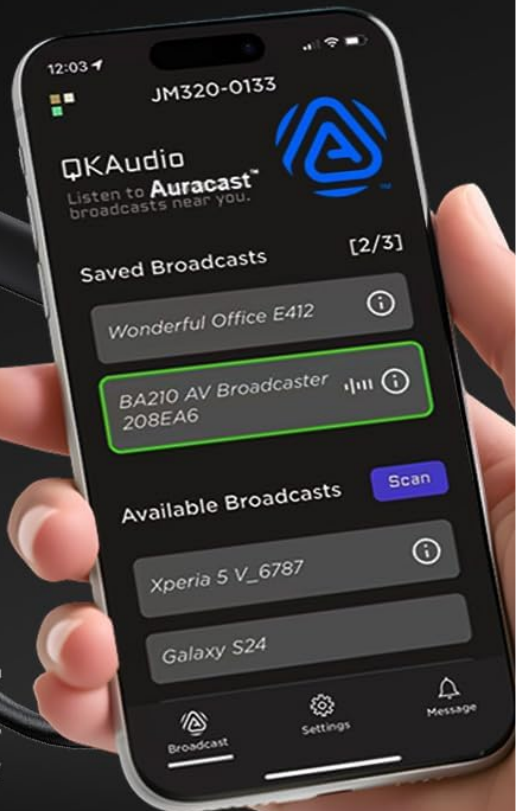 12:03
JM320-0133
QKAudio
Listen to Auracast™
broadcasts near you.
TM
Saved Broadcasts [2/3]
Wonderful Office E412
BA210 AV Broadcaster
208EA6
Available Broadcasts Scan
Xperia 5 V_6787
Galaxy S24
Broadcast Settings Message